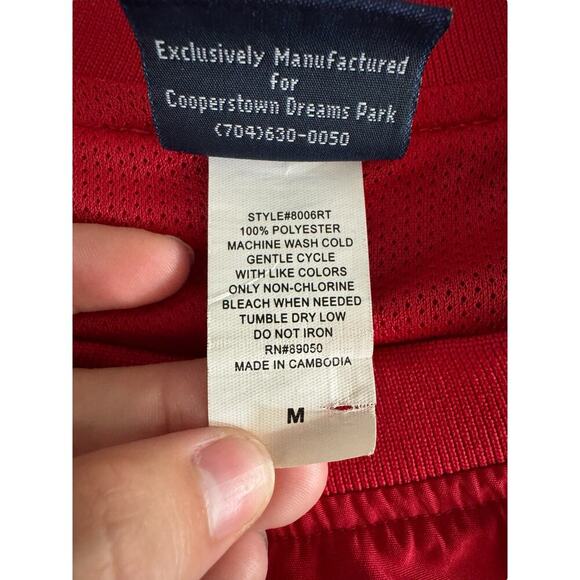 Exclusively Manufactured
for
Cooperstown Dreams Park
(704)630-0050
STYLE#8006RT
100% POLYESTER
MACHINE WASH COLD
GENTLE CYCLE
WITH LIKE COLORS
ONLY NON-CHLORINE
BLEACH WHEN NEEDED
TUMBLE DRY LOW
DO NOT IRON
RN#89050
MADE IN CAMBODIA
M